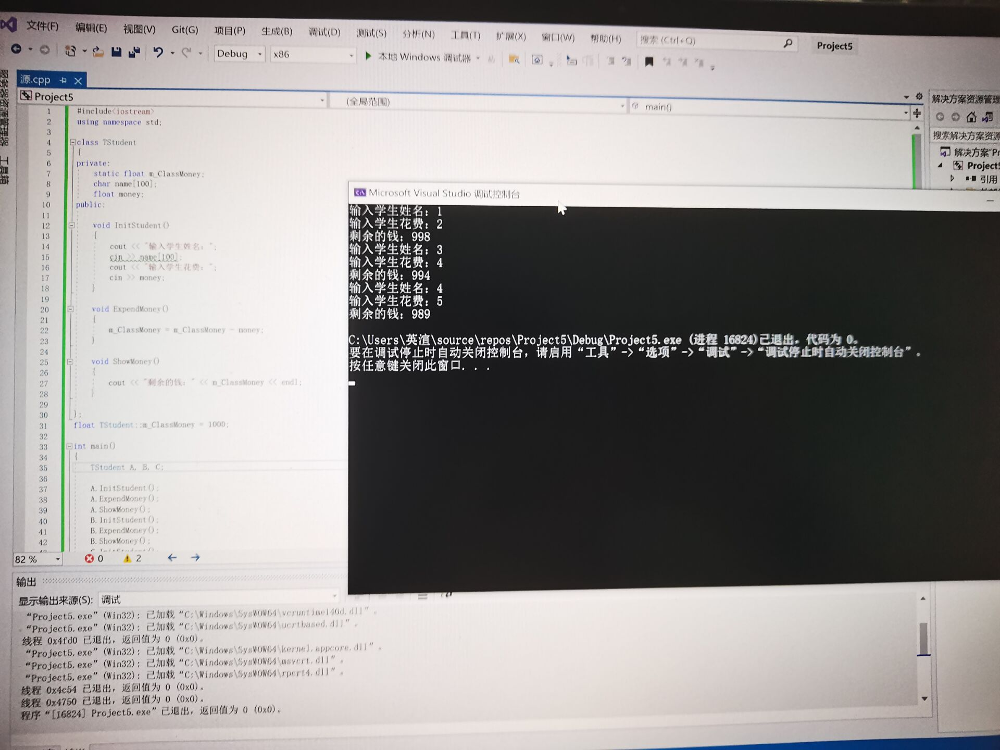 文件(F) 编辑(E) 视图(V) Git(G) 项目(P) 生成(B) 调试(D) 测试(S) 分析(N) 工具(T) 扩展(X) 窗口(W) 帮助(H) 搜索 (Ctrl+Q) Project5
Debug x86 本地 Windows 调试器
服务器资源管理器 工具箱
源.cpp
Project5 (全局范围) main()
解决方案资源管理
搜索解决方案资源
解决方案"Pr
Project5
引用
1 #include<iostream>
2 using namespace std;
3
4 class TStudent
5 {
6 private:
7 static float m_ClassMoney;
8 char name[100];
9 float money;
10 public:
11
12 void InitStudent()
13 {
14 cout << "输入学生姓名：";
15 cin >> name[100];
16 cout << "输入学生花费：";
17 cin >> money;
18 }
19
20 void ExpendMoney()
21 {
22 m_ClassMoney = m_ClassMoney - money;
23 }
24
25 void ShowMoney()
26 {
27 cout << "剩余的钱：" << m_ClassMoney << endl;
28 }
29
30 };
31 float TStudent::m_ClassMoney = 1000;
32
33 int main()
34 {
35 TStudent A, B, C;
36
37 A.InitStudent();
38 A.ExpendMoney();
39 A.ShowMoney();
40 B.InitStudent();
41 B.ExpendMoney();
42 B.ShowMoney();
Microsoft Visual Studio 调试控制台
输入学生姓名：1
输入学生花费：2
剩余的钱：998
输入学生姓名：3
输入学生花费：4
剩余的钱：994
输入学生姓名：4
输入学生花费：5
剩余的钱：989
C:\Users\英渲\source\repos\Project5\Debug\Project5.exe (进程 16824)已退出，代码为 0。
要在调试停止时自动关闭控制台，请启用“工具”->“选项”->“调试”->“调试停止时自动关闭控制台”。
按任意键关闭此窗口. . .
82 % 0 2
输出
显示输出来源(S): 调试
“Project5.exe”(Win32): 已加载“C:\Windows\SysWOW64\vcruntime140d.dll”。
“Project5.exe”(Win32): 已加载“C:\Windows\SysWOW64\ucrtbased.dll”。
线程 0x4fd0 已退出，返回值为 0 (0x0)。
“Project5.exe”(Win32): 已加载“C:\Windows\SysWOW64\kernel.appcore.dll”。
“Project5.exe”(Win32): 已加载“C:\Windows\SysWOW64\msvcrt.dll”。
“Project5.exe”(Win32): 已加载“C:\Windows\SysWOW64\rpcrt4.dll”。
线程 0x4c54 已退出，返回值为 0 (0x0)。
线程 0x4750 已退出，返回值为 0 (0x0)。
程序“[16824] Project5.exe”已退出，返回值为 0 (0x0)。